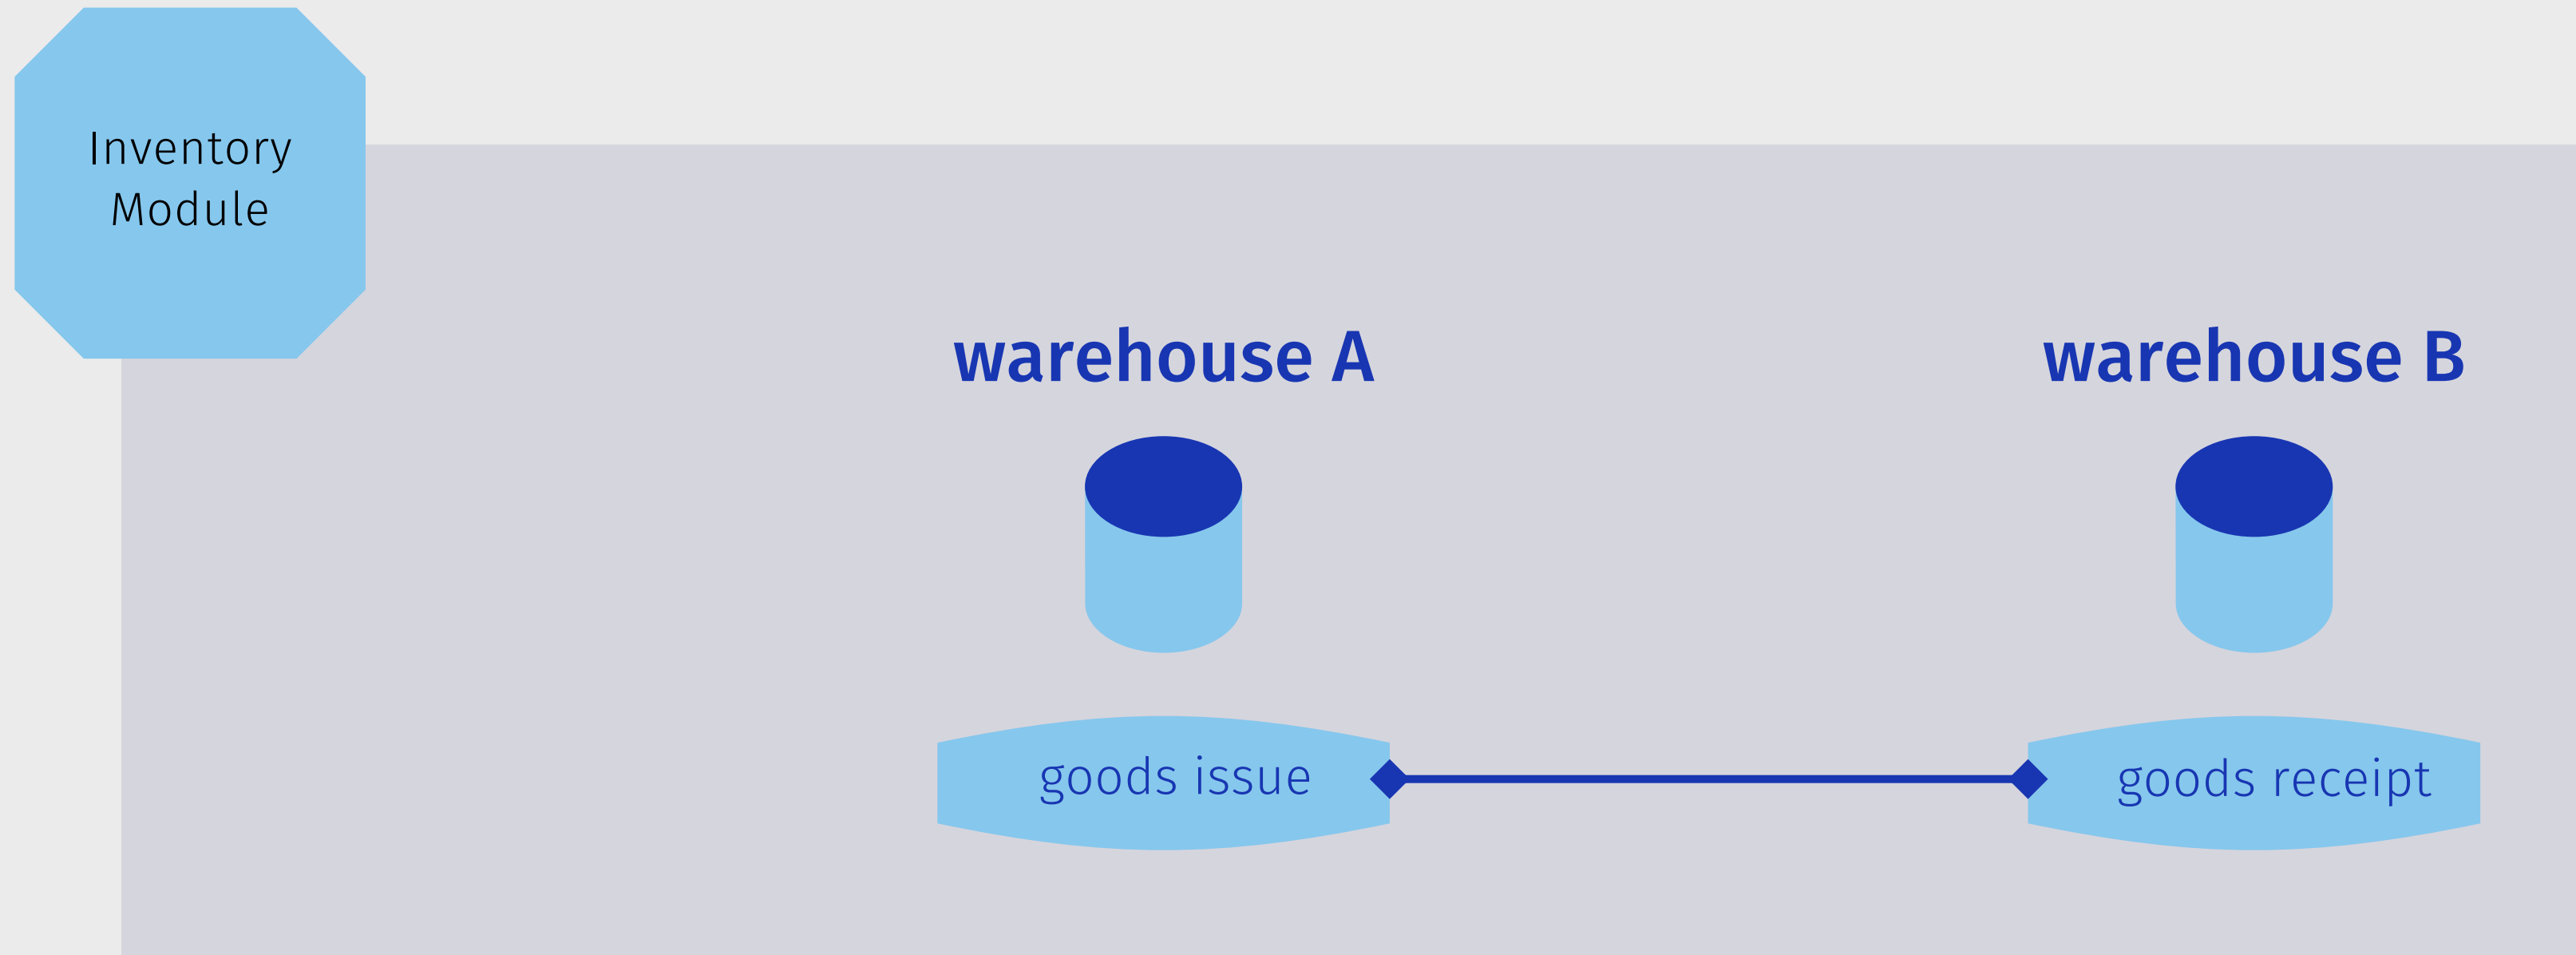 Inventory
Module
warehouse A
warehouse B
goods issue
goods receipt